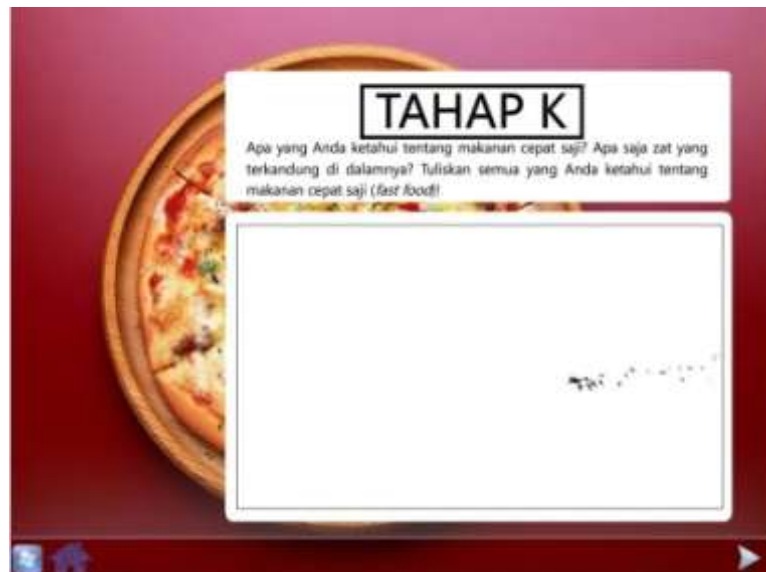 TAHAP K
Apa yang Anda ketahui tentang makanan cepat saji? Apa saja zat yang
terkandung di dalamnya? Tuliskan semua yang Anda ketahui tentang
makanan cepat saji (fast food)!